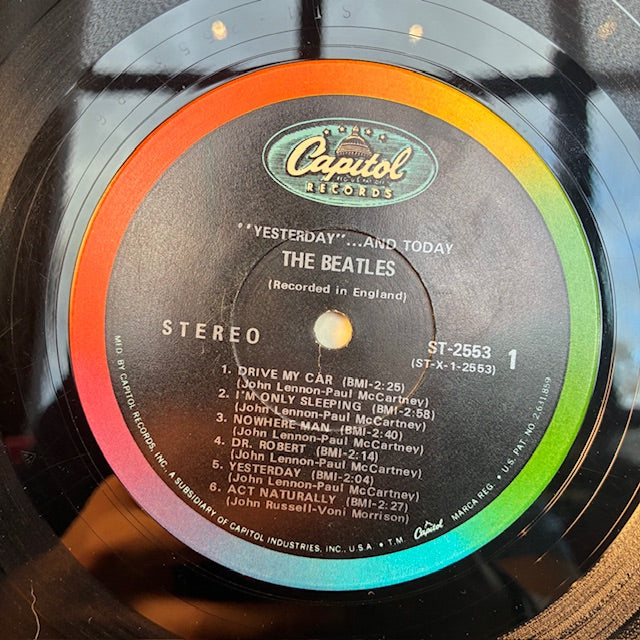 Capitol
RECORDS
"YESTERDAY"...AND TODAY
THE BEATLES
(Recorded in England)
STEREO
ST-2553 1
(ST-X-1-2553)
1. DRIVE MY CAR (BMI-2:25)
(John Lennon-Paul McCartney)
2. I'M ONLY SLEEPING (BMI-2:58)
(John Lennon-Paul McCartney)
3. NOWHERE MAN (BMI-2:40)
(John Lennon-Paul McCartney)
4. DR. ROBERT (BMI-2:14)
(John Lennon-Paul McCartney)
5. YESTERDAY (BMI-2:04)
(John Lennon-Paul McCartney)
6. ACT NATURALLY (BMI-2:27)
(John Russell-Voni Morrison)
MFD. BY CAPITOL RECORDS, INC., A SUBSIDIARY OF CAPITOL INDUSTRIES, INC., U.S.A. • T.M. Capitol MARCA REG. • U.S. PAT. NO. 2,631,859